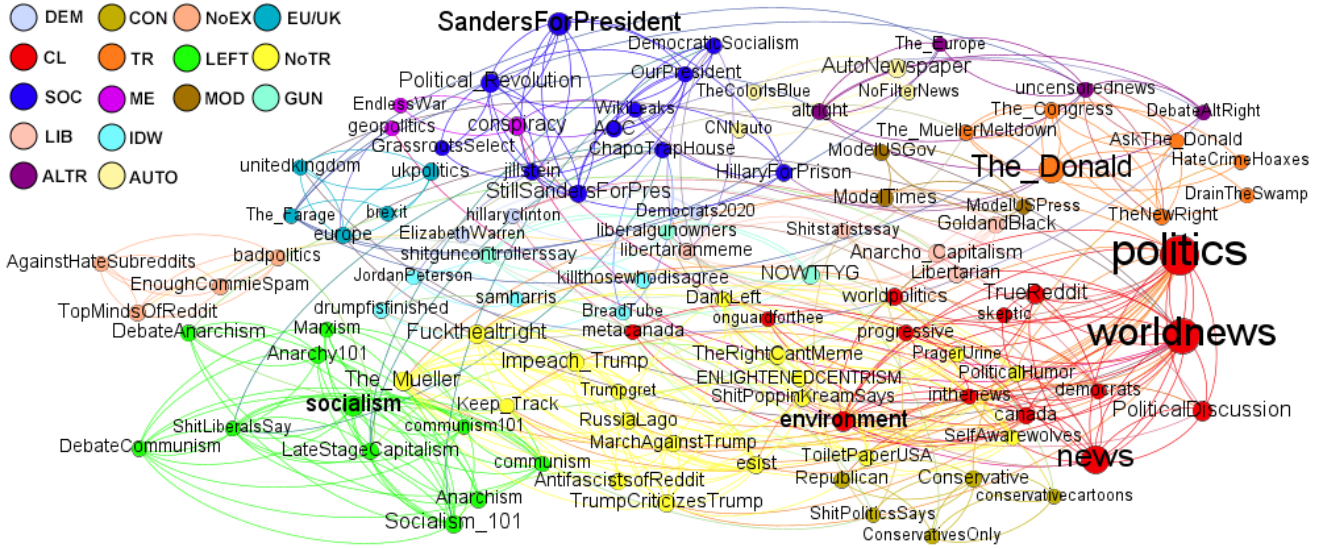 DEM CON NoEX EU/UK
CL TR LEFT NoTR
SOC ME MOD GUN
LIB IDW
ALTR AUTO
SandersForPresident
DemocraticSocialism
The_Europe
Political_Revolution
OurPresident
AutoNewspaper
TheColorIsBlue
NoFilterNews
uncensorednews
EndlessWar
WikiLeaks
altright
The_Congress
DebateAltRight
geopolitics
conspiracy
AOC
CNNauto
The_MuellerMeltdown
AskThe_Donald
GrassrootsSelect
ChapoTrapHouse
ModelUSGov
HateCrimeHoaxes
unitedkingdom
ukpolitics
jillstein
HillaryForPrison
The_Donald
StillSandersForPres
ModelTimes
DrainTheSwamp
The_Farage
brexit
hillaryclinton
Democrats2020
ModelUSPress
TheNewRight
europe
ElizabethWarren
liberalgunowners
Shitstatistssay
GoldandBlack
shitguncontrollerssay
libertarianmeme
Anarcho_Capitalism
politics
AgainstHateSubreddits
badpolitics
JordanPeterson
killthosewhodisagree
NOWTTYG
Libertarian
EnoughCommieSpam
TopMindsOfReddit
drumpfisfinished
samharris
BreadTube
DankLeft
worldpolitics
TrueReddit
DebateAnarchism
Marxism
Fuckthealtright
metacanada
onguardforthee
progressive
skeptic
worldnews
Anarchy101
Impeach_Trump
TheRightCantMeme
PragerUrine
The_Mueller
Trumpgret
ENLIGHTENEDCENTRISM
PoliticalHumor
socialism
Keep_Track
ShitPoppinKreamSays
inthenews
democrats
ShitLiberalsSay
communism101
RussiaLago
environment
canada
PoliticalDiscussion
DebateCommunism
LateStageCapitalism
MarchAgainstTrump
SelfAwarewolves
communism
esist
ToiletPaperUSA
news
AntifascistsofReddit
Republican
Conservative
Anarchism
TrumpCriticizesTrump
conservativecartoons
Socialism_101
ShitPoliticsSays
ConservativesOnly